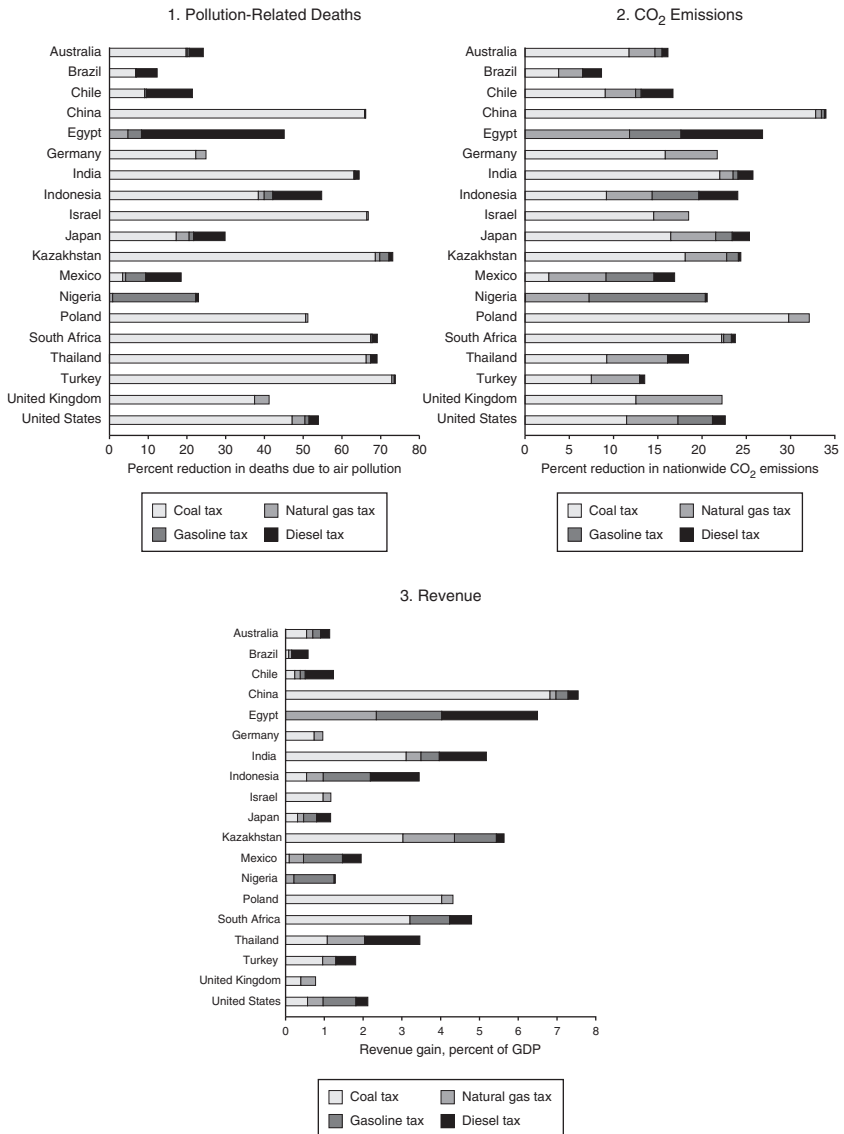 1. Pollution-Related Deaths
Australia
Brazil
Chile
China
Egypt
Germany
India
Indonesia
Israel
Japan
Kazakhstan
Mexico
Nigeria
Poland
South Africa
Thailand
Turkey
United Kingdom
United States
0 10 20 30 40 50 60 70 80
Percent reduction in deaths due to air pollution
Coal tax Natural gas tax
Gasoline tax Diesel tax
2. CO₂ Emissions
Australia
Brazil
Chile
China
Egypt
Germany
India
Indonesia
Israel
Japan
Kazakhstan
Mexico
Nigeria
Poland
South Africa
Thailand
Turkey
United Kingdom
United States
0 5 10 15 20 25 30 35
Percent reduction in nationwide CO₂ emissions
Coal tax Natural gas tax
Gasoline tax Diesel tax
3. Revenue
Australia
Brazil
Chile
China
Egypt
Germany
India
Indonesia
Israel
Japan
Kazakhstan
Mexico
Nigeria
Poland
South Africa
Thailand
Turkey
United Kingdom
United States
0 1 2 3 4 5 6 7 8
Revenue gain, percent of GDP
Coal tax Natural gas tax
Gasoline tax Diesel tax